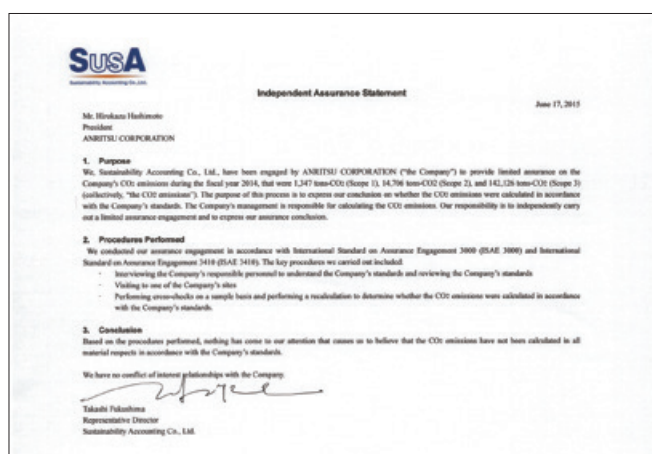 SUSA
Sustainability Accounting Co., Ltd.
Independent Assurance Statement
June 17, 2015
Mr. Hirokazu Hashimoto
President
ANRITSU CORPORATION
1. Purpose
We, Sustainability Accounting Co., Ltd., have been engaged by ANRITSU CORPORATION ("the Company") to provide limited assurance on the
Company's CO2 emissions during the fiscal year 2014, that were 1,347 tons-CO2 (Scope 1), 14,706 tons-CO2 (Scope 2), and 142,126 tons-CO2 (Scope 3)
(collectively, "the CO2 emissions"). The purpose of this process is to express our conclusion on whether the CO2 emissions were calculated in accordance
with the Company's standards. The Company's management is responsible for calculating the CO2 emissions. Our responsibility is to independently carry
out a limited assurance engagement and to express our assurance conclusion.
2. Procedures Performed
We conducted our assurance engagement in accordance with International Standard on Assurance Engagement 3000 (ISAE 3000) and International
Standard on Assurance Engagement 3410 (ISAE 3410). The key procedures we carried out included:
· Interviewing the Company's responsible personnel to understand the Company's standards and reviewing the Company's standards
· Visiting to one of the Company's sites
· Performing cross-checks on a sample basis and performing a recalculation to determine whether the CO2 emissions were calculated in accordance
with the Company's standards.
3. Conclusion
Based on the procedures performed, nothing has come to our attention that causes us to believe that the CO2 emissions have not been calculated in all
material respects in accordance with the Company's standards.
We have no conflict of interest relationships with the Company.
Takashi Fukushima
Representative Director
Sustainability Accounting Co., Ltd.